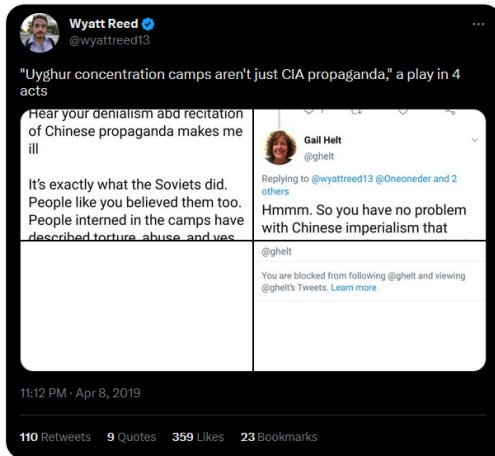 Wyatt Reed
@wyattreed13
"Uyghur concentration camps aren't just CIA propaganda," a play in 4
acts
Hear your denialism abd recitation
of Chinese propaganda makes me
ill
It's exactly what the Soviets did.
People like you believed them too.
People interned in the camps have
described torture, abuse, and yes
Gail Helt
@ghelt
Replying to @wyattreed13 @Oneoneder and 2
others
Hmmm. So you have no problem
with Chinese imperialism that
@ghelt
You are blocked from following @ghelt and viewing
@ghelt's Tweets. Learn more
11:12 PM · Apr 8, 2019
110 Retweets 9 Quotes 359 Likes 23 Bookmarks